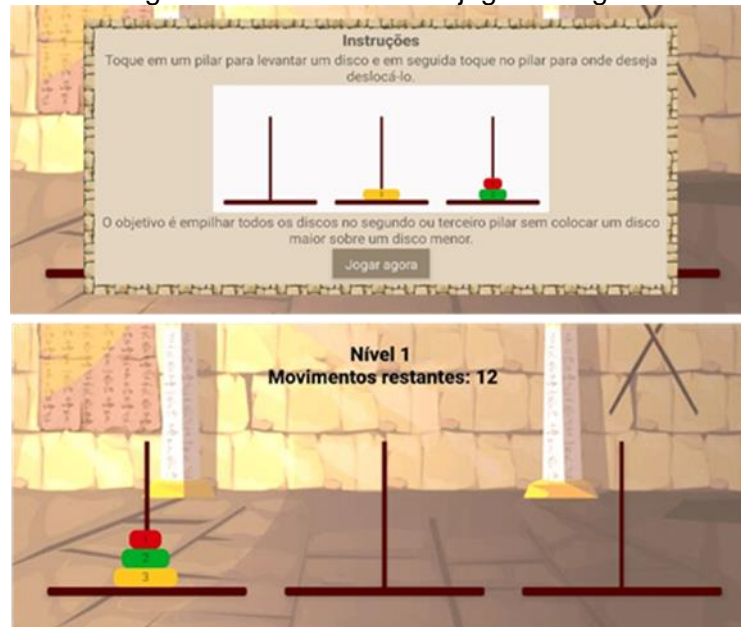 Instruções
Toque em um pilar para levantar um disco e em seguida toque no pilar para onde deseja
deslocá-lo.
O objetivo é empilhar todos os discos no segundo ou terceiro pilar sem colocar um disco
maior sobre um disco menor.
Jogar agora
Nível 1
Movimentos restantes: 12
1
2
3